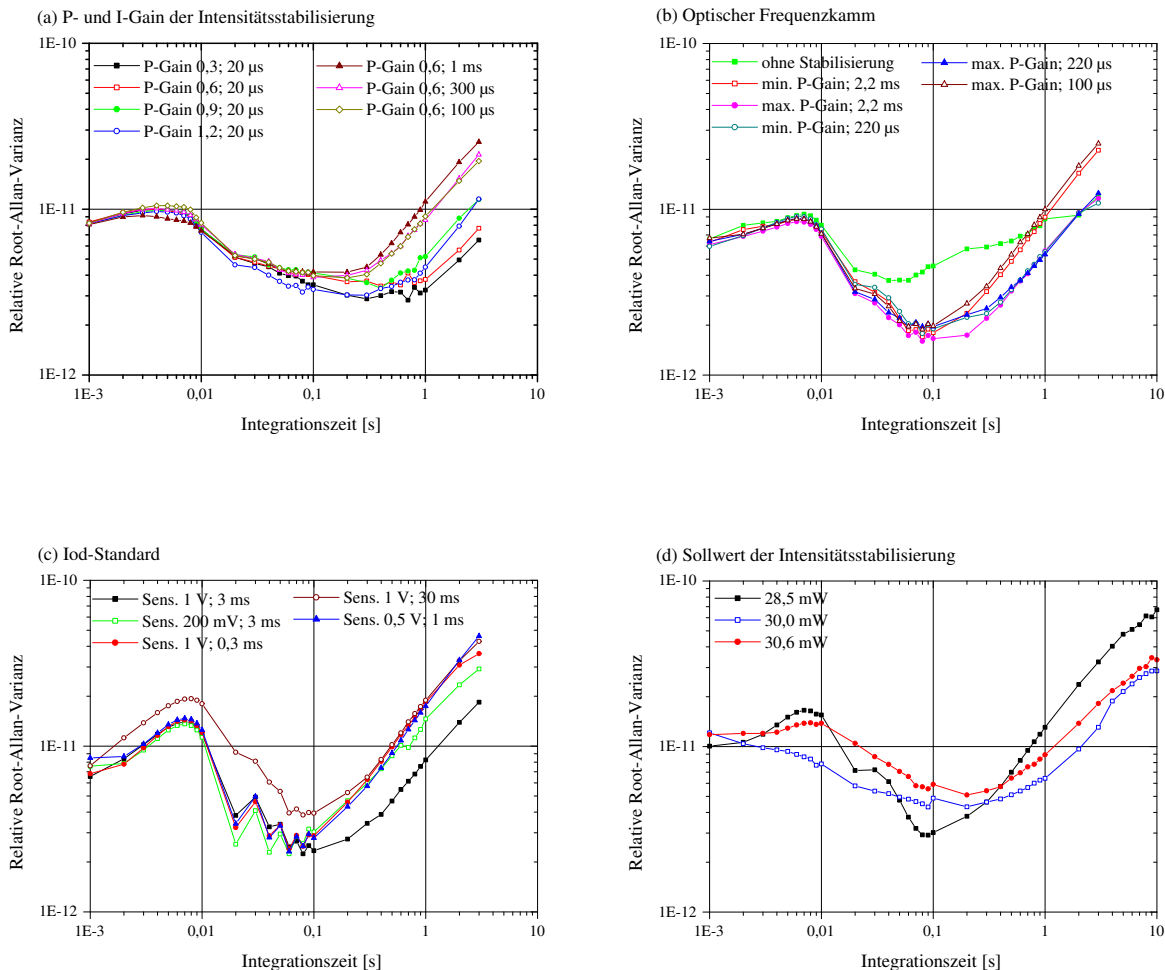 (a) P- und I-Gain der Intensitätsstabilisierung
1E-10
1E-11
1E-12
Relative Root-Allan-Varianz
P-Gain 0,3; 20 µs
P-Gain 0,6; 20 µs
P-Gain 0,9; 20 µs
P-Gain 1,2; 20 µs
P-Gain 0,6; 1 ms
P-Gain 0,6; 300 µs
P-Gain 0,6; 100 µs
1E-3 0,01 0,1 1 10
Integrationszeit [s]
(b) Optischer Frequenzkamm
1E-10
1E-11
1E-12
Relative Root-Allan-Varianz
ohne Stabilisierung
min. P-Gain; 2,2 ms
max. P-Gain; 2,2 ms
min. P-Gain; 220 µs
max. P-Gain; 220 µs
max. P-Gain; 100 µs
1E-3 0,01 0,1 1 10
Integrationszeit [s]
(c) Iod-Standard
1E-10
1E-11
1E-12
Relative Root-Allan-Varianz
Sens. 1 V; 3 ms
Sens. 200 mV; 3 ms
Sens. 1 V; 0,3 ms
Sens. 1 V; 30 ms
Sens. 0,5 V; 1 ms
1E-3 0,01 0,1 1 10
Integrationszeit [s]
(d) Sollwert der Intensitätsstabilisierung
1E-10
1E-11
1E-12
Relative Root-Allan-Varianz
28,5 mW
30,0 mW
30,6 mW
1E-3 0,01 0,1 1 10
Integrationszeit [s]